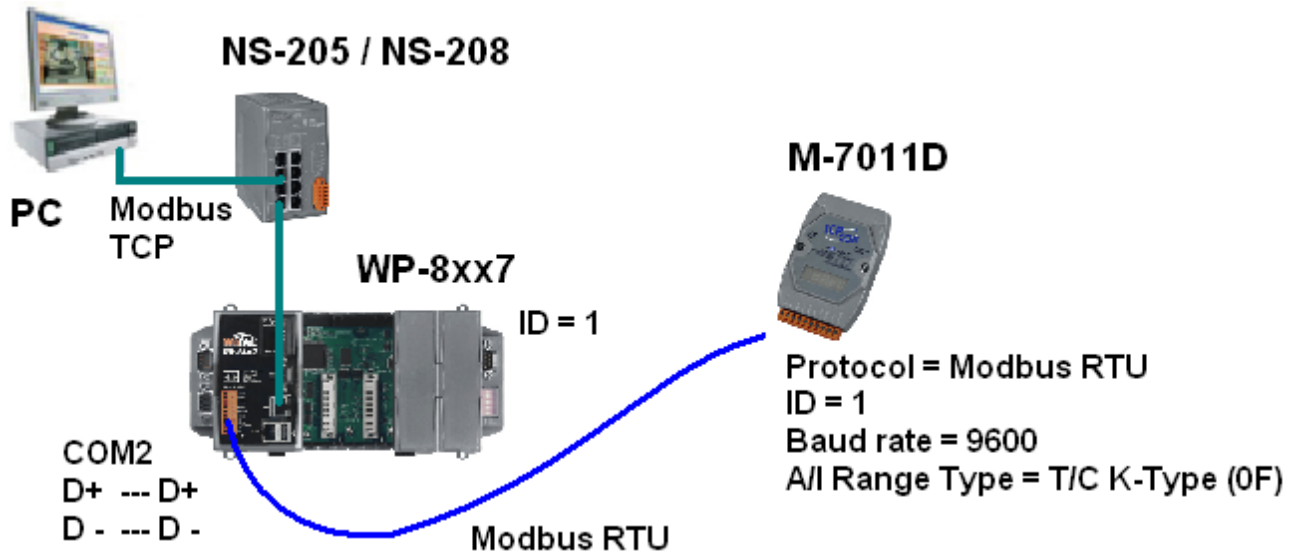 NS-205 / NS-208
M-7011D
PC
Modbus
TCP
WP-8xx7
ID = 1
Protocol = Modbus RTU
ID = 1
Baud rate = 9600
A/I Range Type = T/C K-Type (0F)
COM2
D+ --- D+
D - --- D -
Modbus RTU